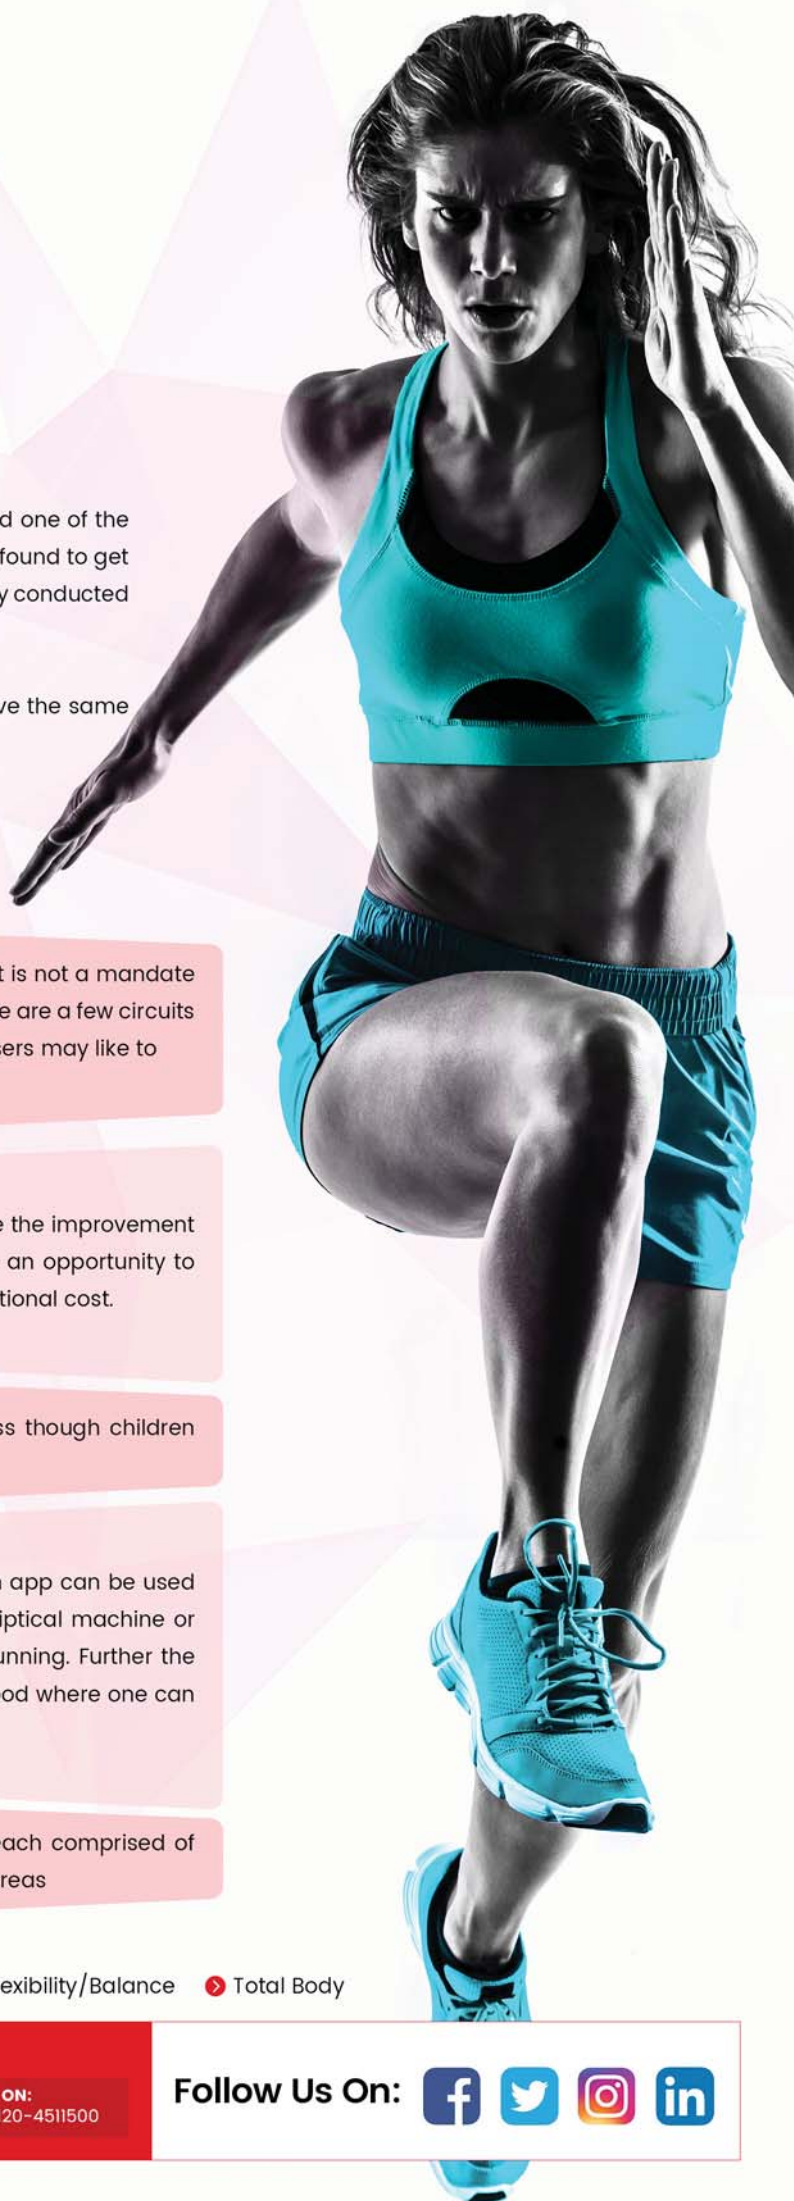 d one of the
found to get
y conducted
ve the same
t is not a mandate
e are a few circuits
sers may like to
e the improvement
an opportunity to
tional cost.
ss though children
app can be used
iptical machine or
unning. Further the
ood where one can
ach comprised of
reas
exibility/Balance Total Body
ON:
120-4511500
Follow Us On: